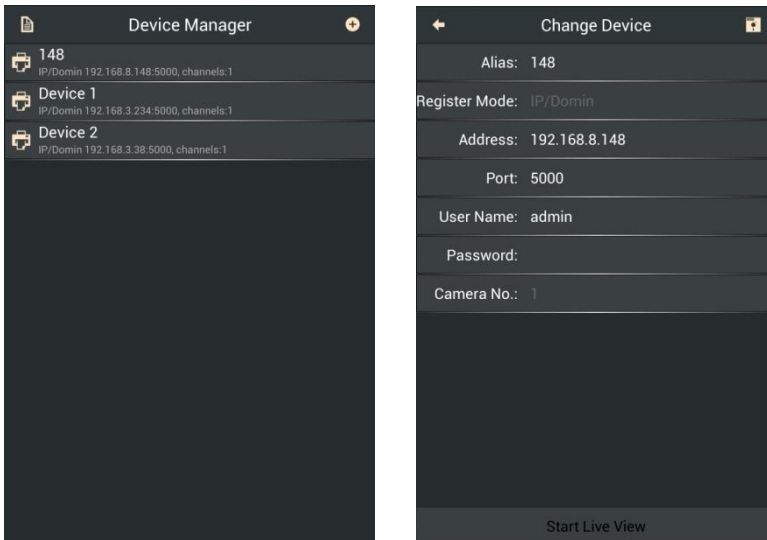 Device Manager
148
IP/Domin 192.168.8.148:5000, channels:1
Device 1
IP/Domin 192.168.3.234:5000, channels:1
Device 2
IP/Domin 192.168.3.38:5000, channels:1
Change Device
Alias: 148
Register Mode: IP/Domin
Address: 192.168.8.148
Port: 5000
User Name: admin
Password:
Camera No.: 1
Start Live View